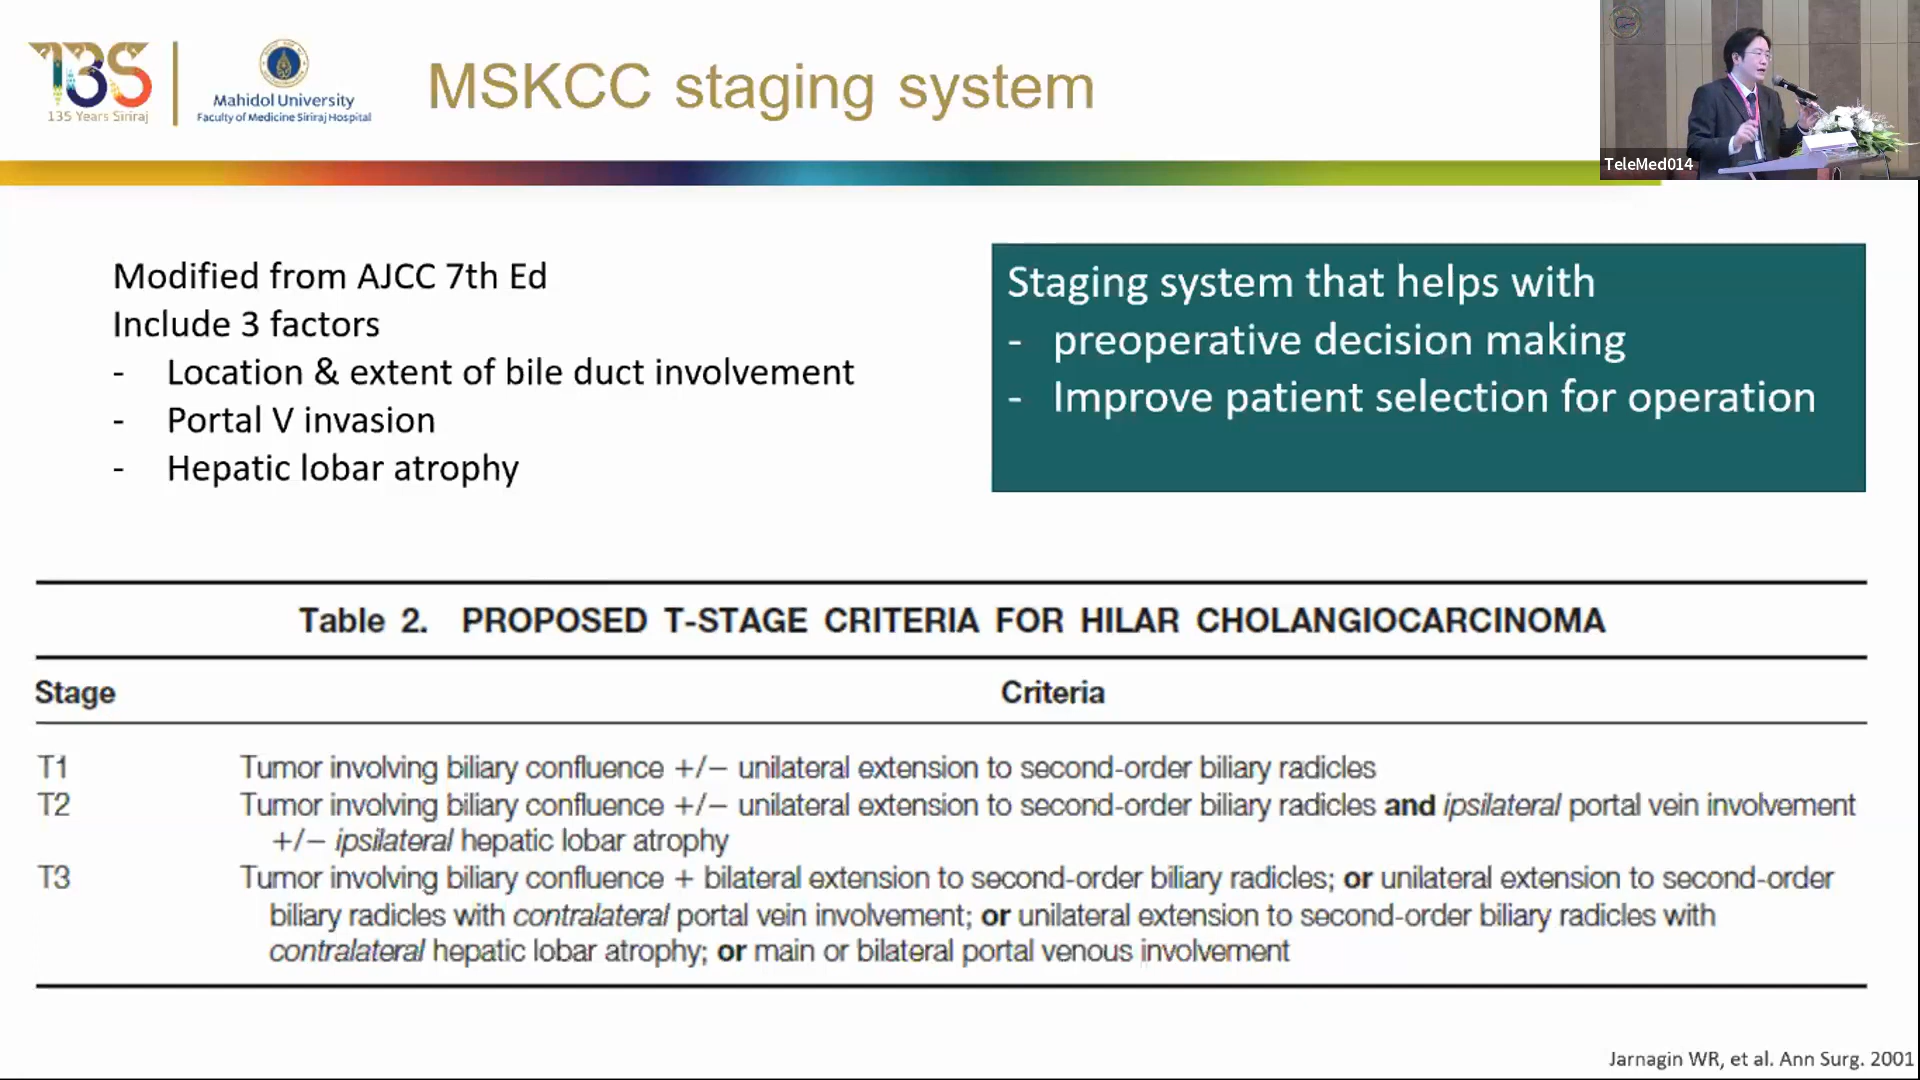 135
135 Years Siriraj
Mahidol University
Faculty of Medicine Siriraj Hospital
MSKCC staging system
TeleMed014
Modified from AJCC 7th Ed
Include 3 factors
- Location & extent of bile duct involvement
- Portal V invasion
- Hepatic lobar atrophy
Staging system that helps with
- preoperative decision making
- Improve patient selection for operation
Table 2. PROPOSED T-STAGE CRITERIA FOR HILAR CHOLANGIOCARCINOMA
Stage Criteria
T1 Tumor involving biliary confluence +/− unilateral extension to second-order biliary radicles
T2 Tumor involving biliary confluence +/− unilateral extension to second-order biliary radicles and ipsilateral portal vein involvement
+/− ipsilateral hepatic lobar atrophy
T3 Tumor involving biliary confluence + bilateral extension to second-order biliary radicles; or unilateral extension to second-order
biliary radicles with contralateral portal vein involvement; or unilateral extension to second-order biliary radicles with
contralateral hepatic lobar atrophy; or main or bilateral portal venous involvement
Jarnagin WR, et al. Ann Surg. 2001